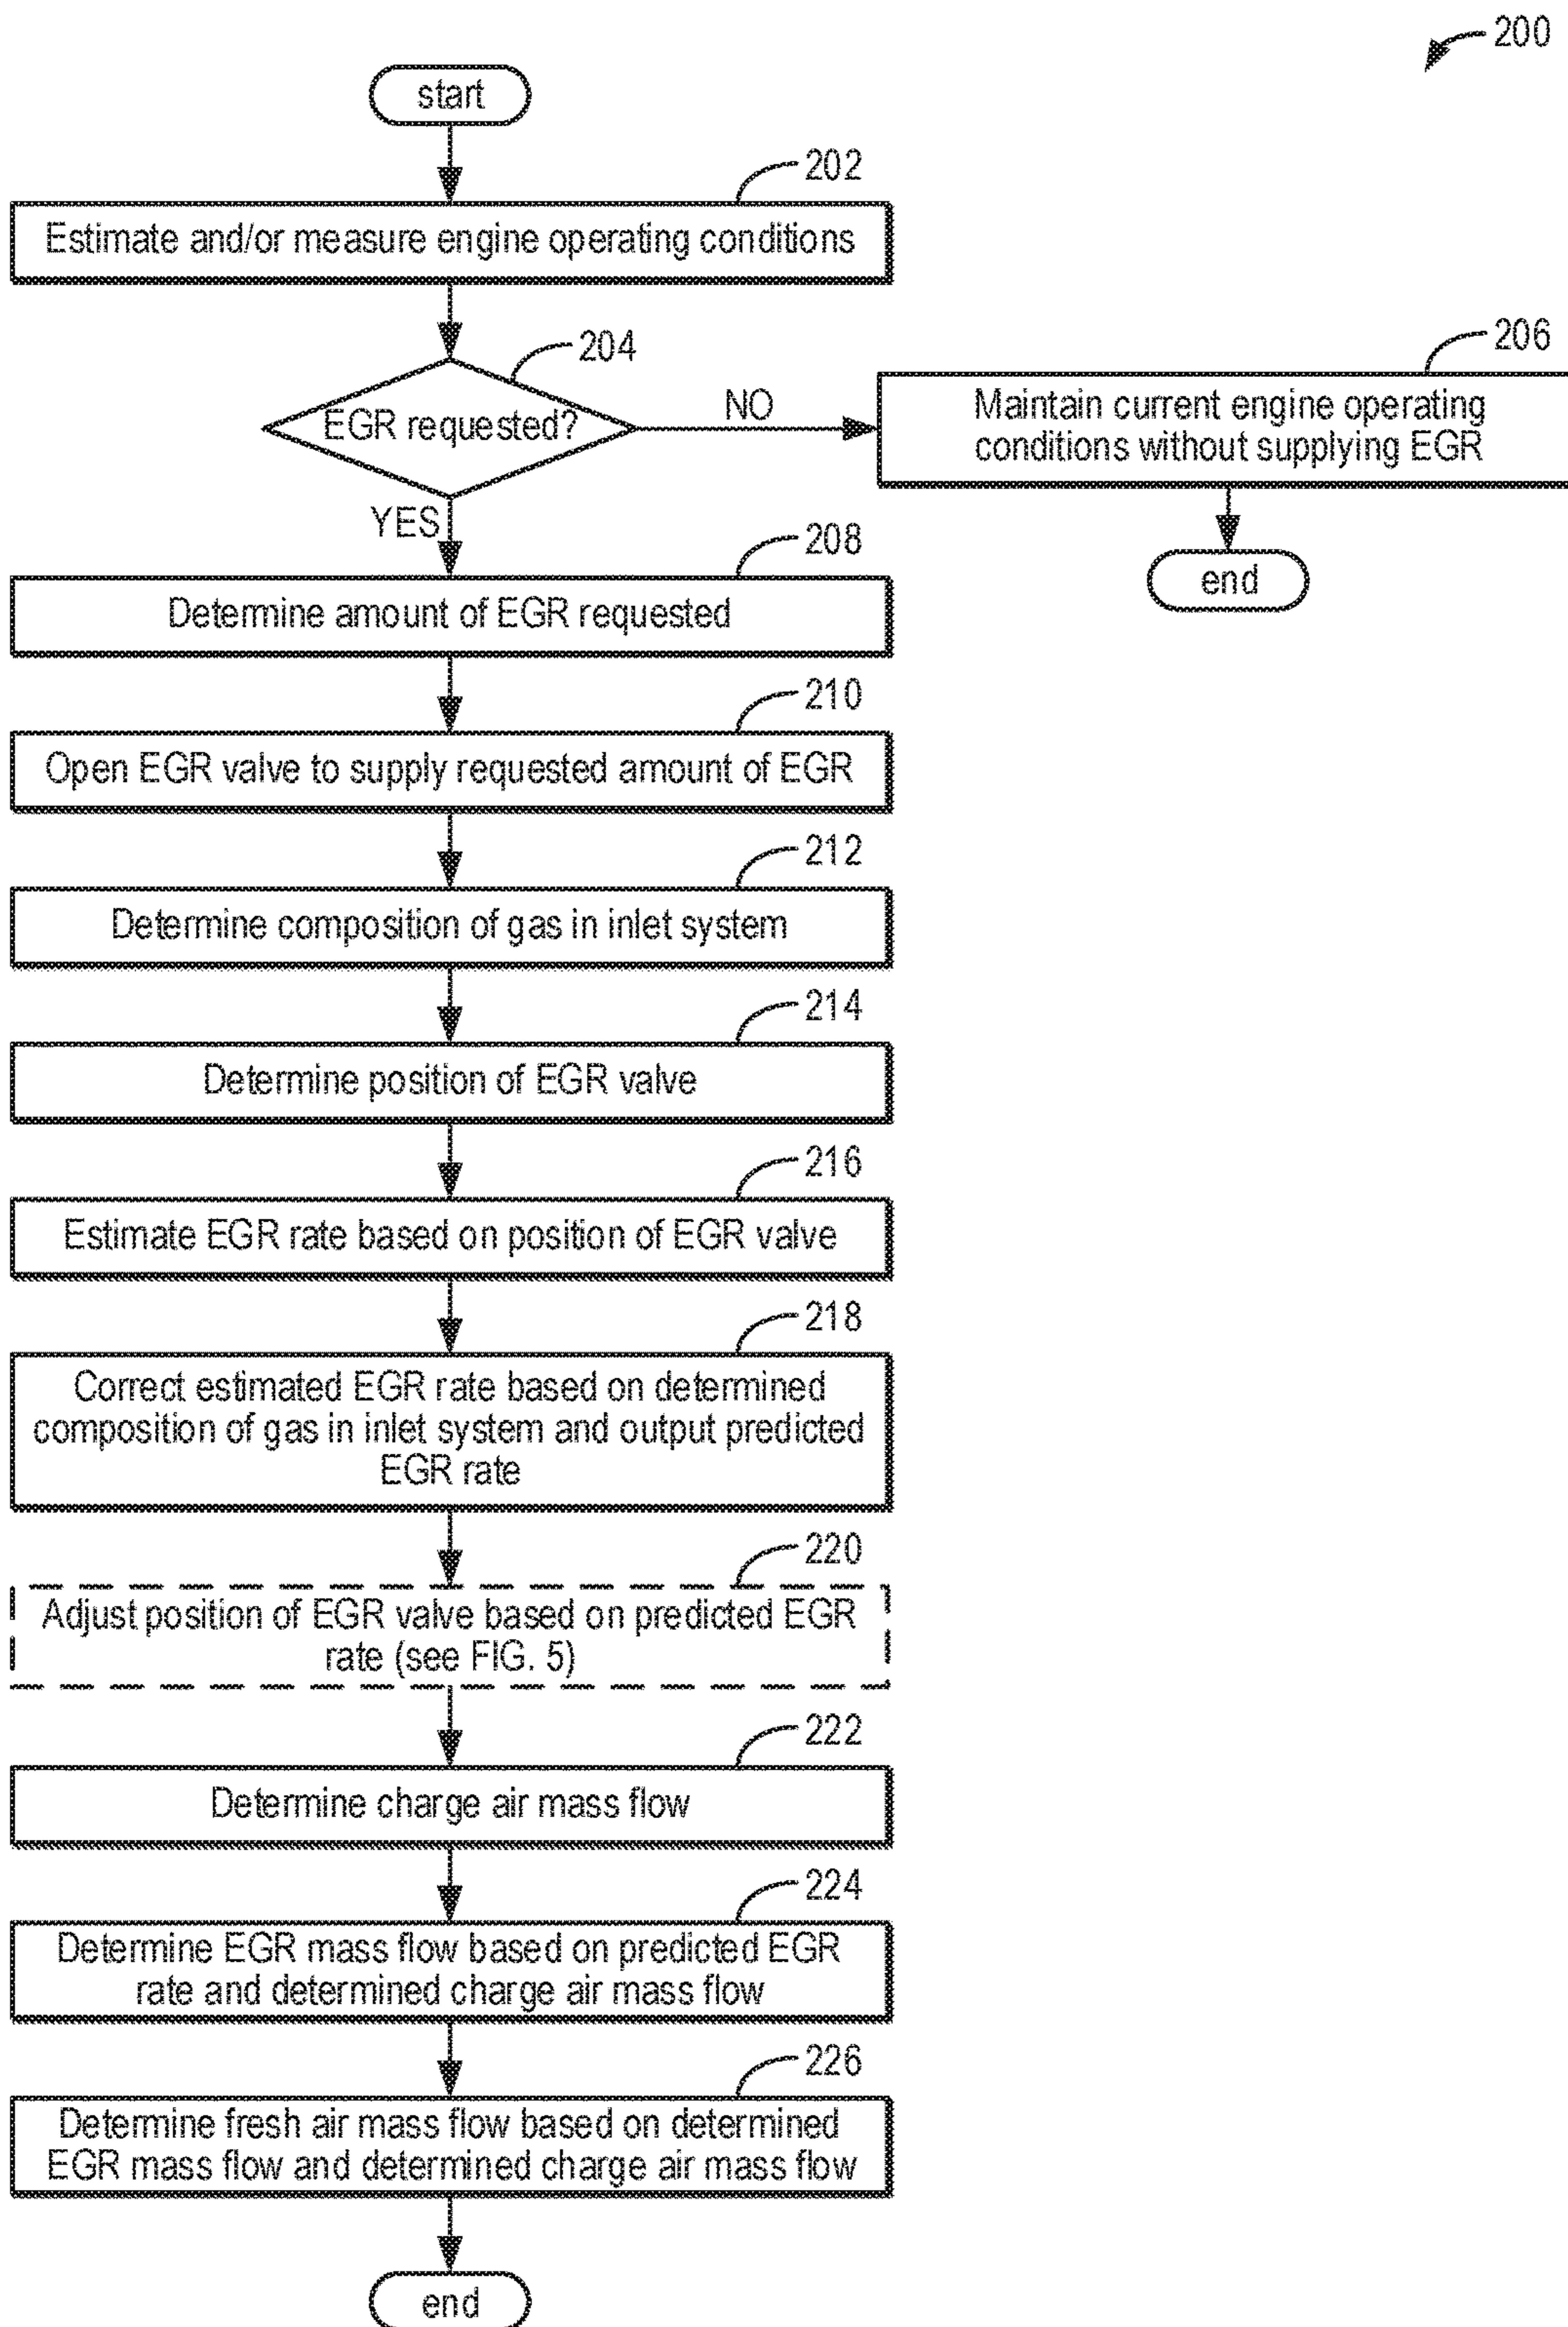 200
start
202
Estimate and/or measure engine operating conditions
204
EGR requested?
NO
206
Maintain current engine operating
conditions without supplying EGR
end
YES
208
Determine amount of EGR requested
210
Open EGR valve to supply requested amount of EGR
212
Determine composition of gas in inlet system
214
Determine position of EGR valve
216
Estimate EGR rate based on position of EGR valve
218
Correct estimated EGR rate based on determined
composition of gas in inlet system and output predicted
EGR rate
220
Adjust position of EGR valve based on predicted EGR
rate (see FIG. 5)
222
Determine charge air mass flow
224
Determine EGR mass flow based on predicted EGR
rate and determined charge air mass flow
226
Determine fresh air mass flow based on determined
EGR mass flow and determined charge air mass flow
end